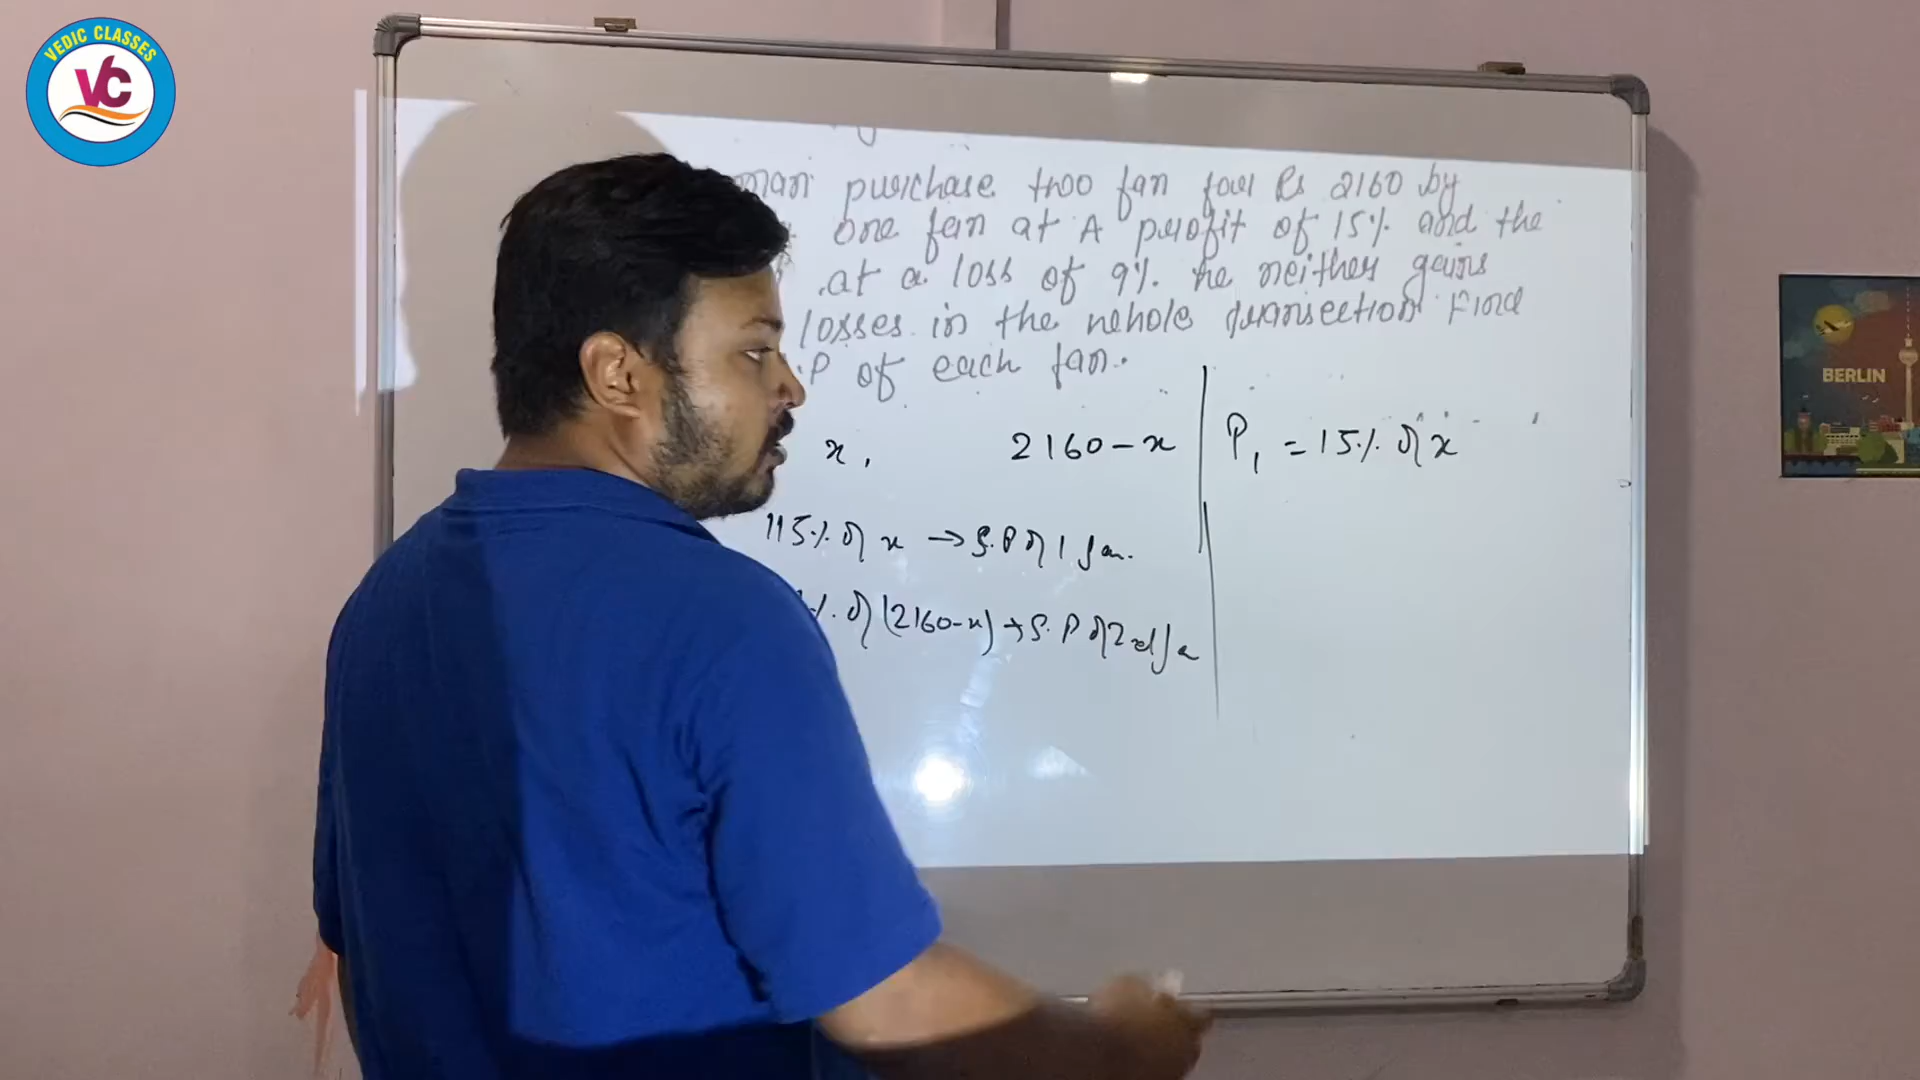 VEDIC CLASSES
VC
man purchase two fan four Rs 2160 by
one fan at A profit of 15% and the
at a loss of 9%. he neither gains
losses in the whole transection Find
.P of each fan.
x, 2160-x
115% of x → S.P of 1 fan.
% of (2160-x) → S.P of 2nd fa
P1 = 15% of x
BERLIN